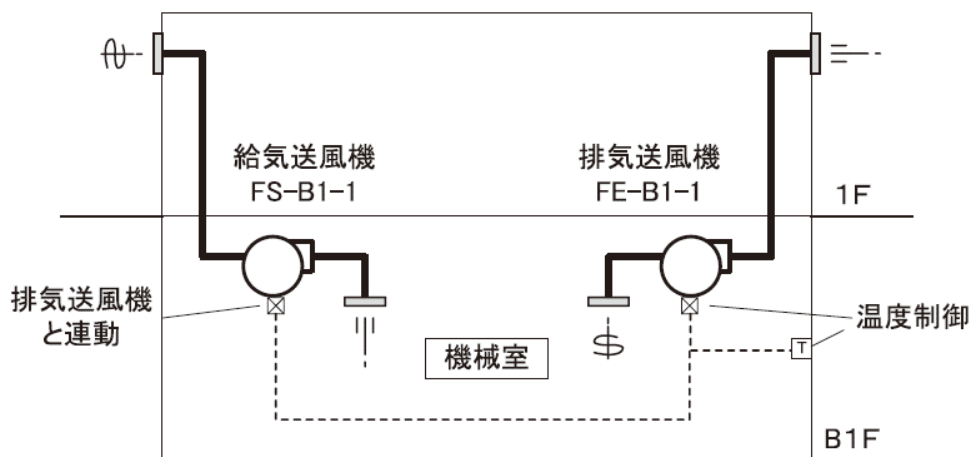 給気送風機
FS-B1-1
排気送風機
FE-B1-1
1F
排気送風機
と連動
温度制御
T
機械室
B1F